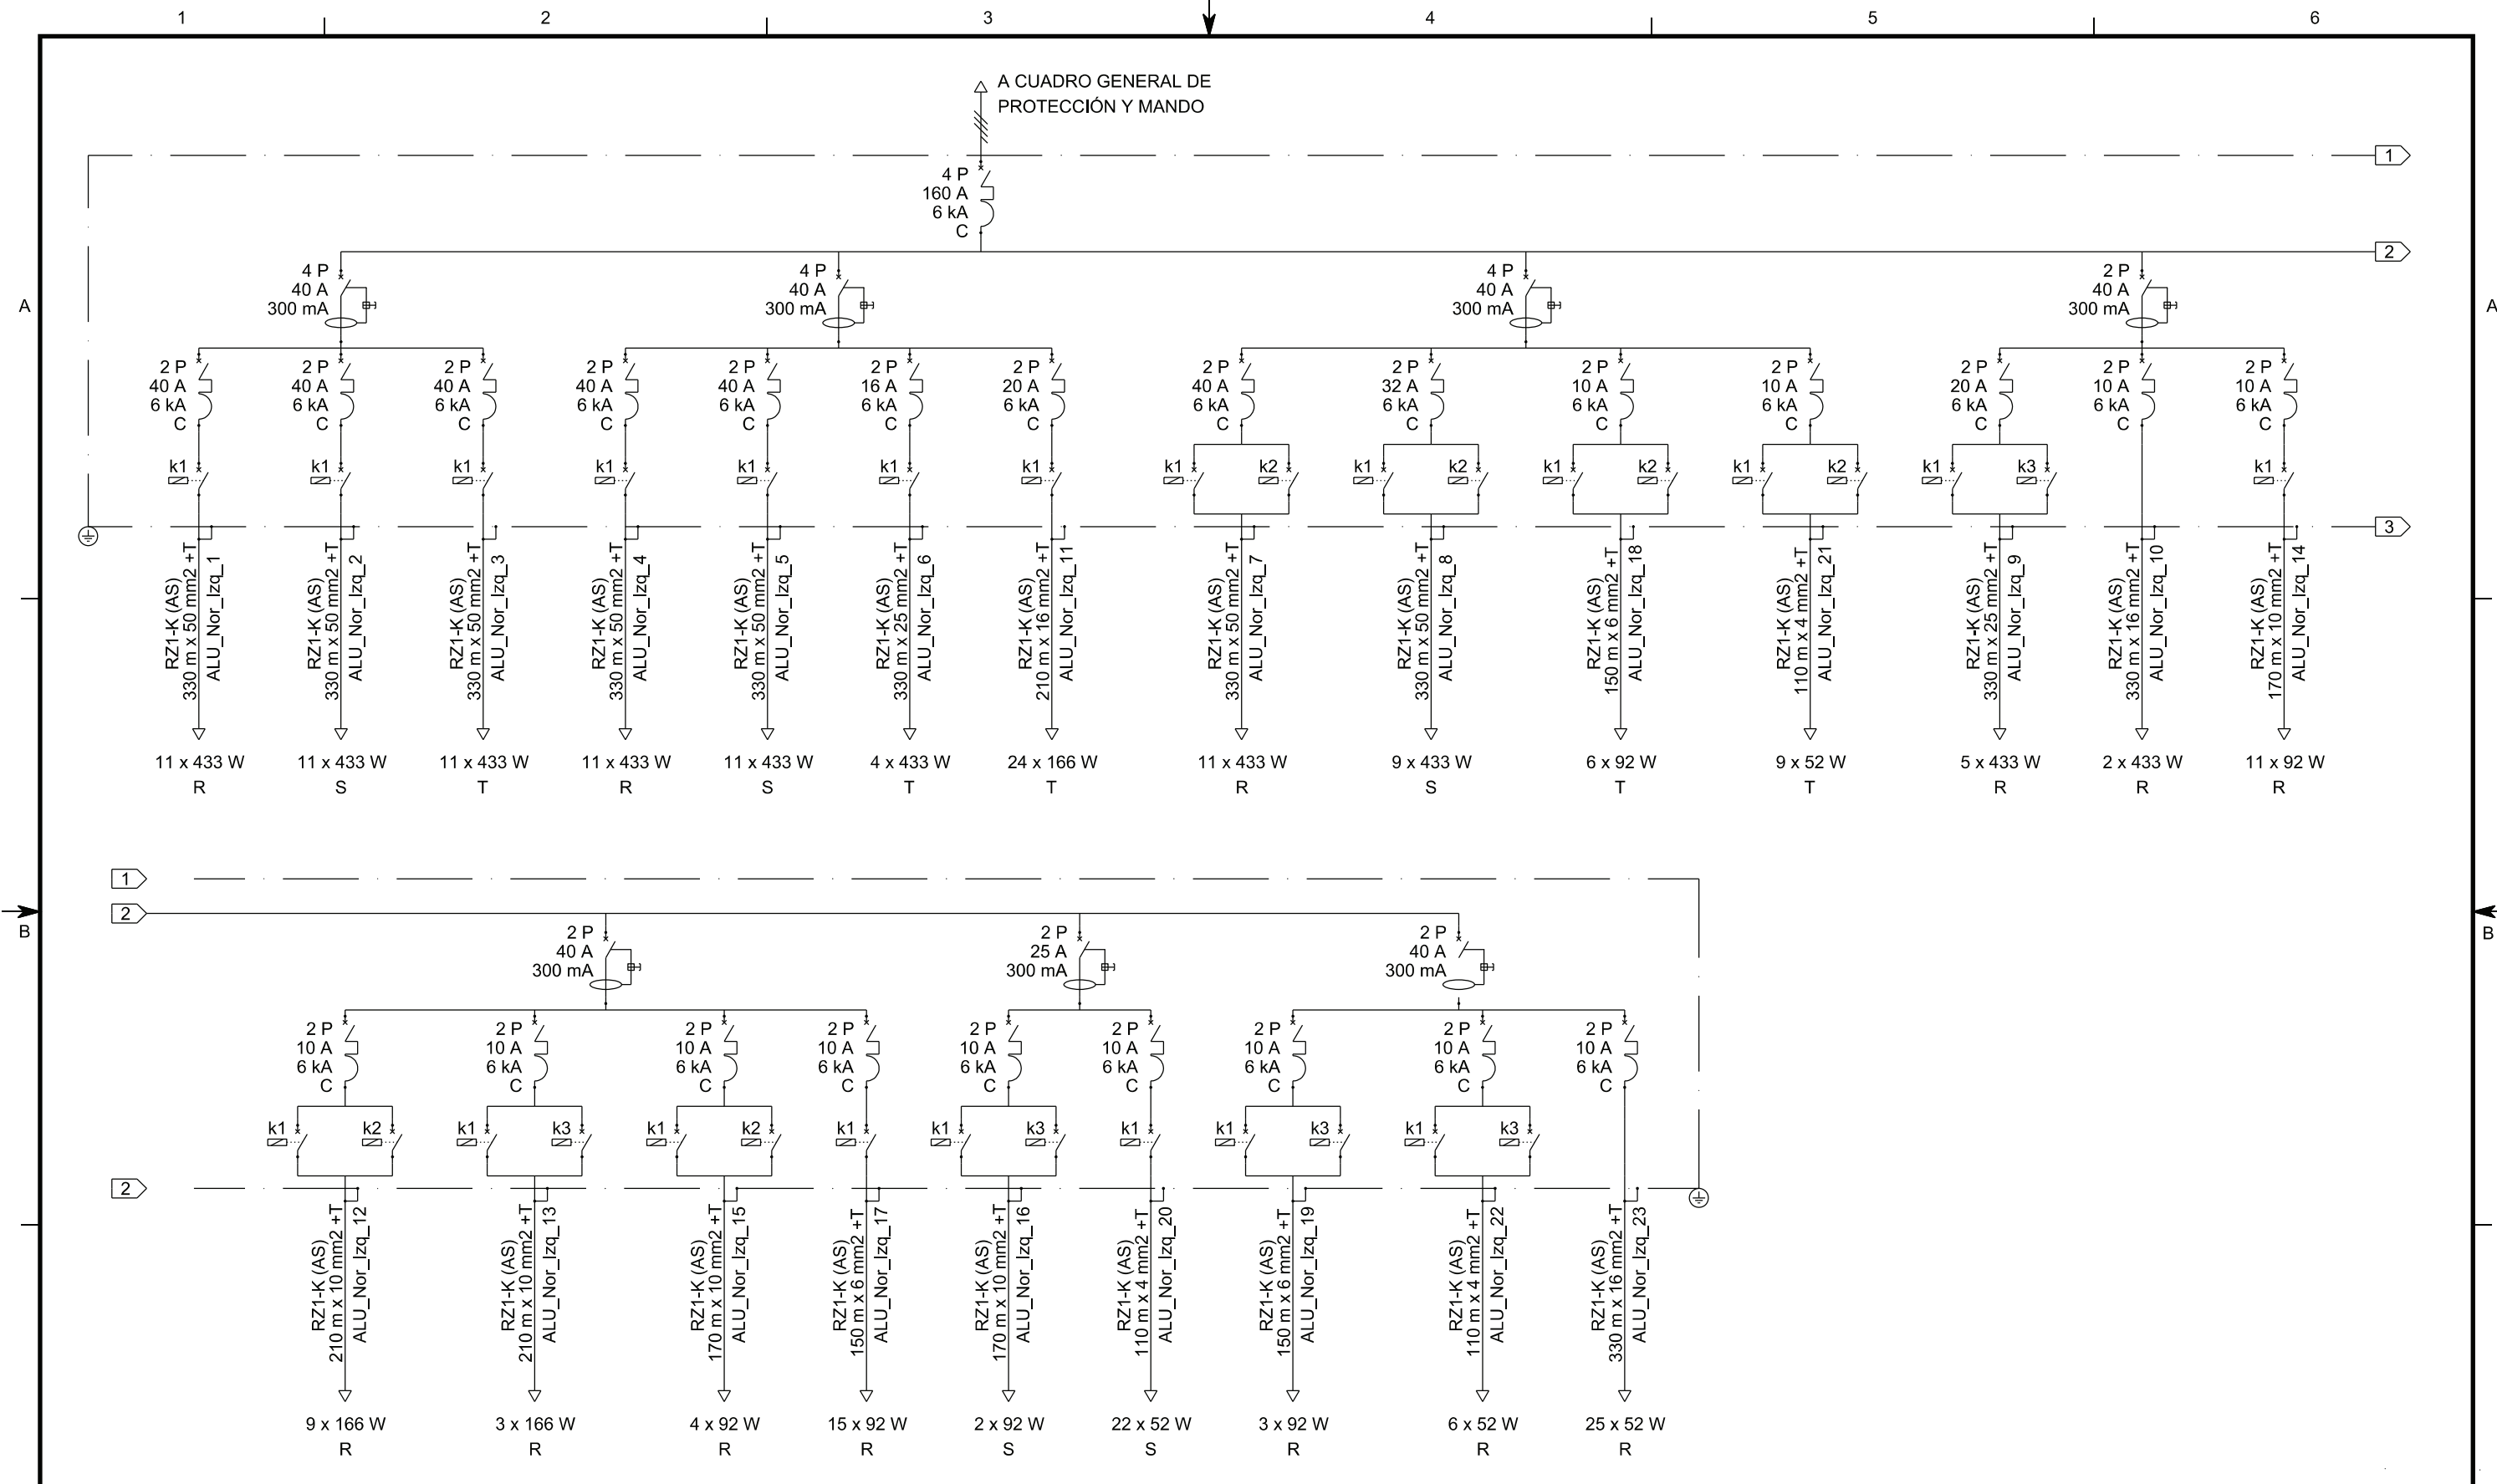 1 2 3 4 5 6
A CUADRO GENERAL DE
PROTECCIÓN Y MANDO
1
4 P
160 A
6 kA
C
2
A
A
4 P
40 A
300 mA
4 P
40 A
300 mA
4 P
40 A
300 mA
2 P
40 A
300 mA
2 P
40 A
6 kA
C
2 P
40 A
6 kA
C
2 P
40 A
6 kA
C
2 P
40 A
6 kA
C
2 P
40 A
6 kA
C
2 P
16 A
6 kA
C
2 P
20 A
6 kA
C
2 P
40 A
6 kA
C
2 P
32 A
6 kA
C
2 P
10 A
6 kA
C
2 P
10 A
6 kA
C
2 P
20 A
6 kA
C
2 P
10 A
6 kA
C
2 P
10 A
6 kA
C
k1 k1 k1 k1 k1 k1 k1 k1 k2 k1 k2 k1 k2 k1 k2 k1 k3 k1
3
RZ1-K (AS)
330 m x 50 mm2 +T
ALU_Nor_Izq_1
RZ1-K (AS)
330 m x 50 mm2 +T
ALU_Nor_Izq_2
RZ1-K (AS)
330 m x 50 mm2 +T
ALU_Nor_Izq_3
RZ1-K (AS)
330 m x 50 mm2 +T
ALU_Nor_Izq_4
RZ1-K (AS)
330 m x 50 mm2 +T
ALU_Nor_Izq_5
RZ1-K (AS)
330 m x 25 mm2 +T
ALU_Nor_Izq_6
RZ1-K (AS)
210 m x 16 mm2 +T
ALU_Nor_Izq_11
RZ1-K (AS)
330 m x 50 mm2 +T
ALU_Nor_Izq_7
RZ1-K (AS)
330 m x 50 mm2 +T
ALU_Nor_Izq_8
RZ1-K (AS)
150 m x 6 mm2 +T
ALU_Nor_Izq_18
RZ1-K (AS)
110 m x 4 mm2 +T
ALU_Nor_Izq_21
RZ1-K (AS)
330 m x 25 mm2 +T
ALU_Nor_Izq_9
RZ1-K (AS)
330 m x 16 mm2 +T
ALU_Nor_Izq_10
RZ1-K (AS)
170 m x 10 mm2 +T
ALU_Nor_Izq_14
11 x 433 W
R
11 x 433 W
S
11 x 433 W
T
11 x 433 W
R
11 x 433 W
S
4 x 433 W
T
24 x 166 W
T
11 x 433 W
R
9 x 433 W
S
6 x 92 W
T
9 x 52 W
T
5 x 433 W
R
2 x 433 W
R
11 x 92 W
R
1
2
B
B
2 P
40 A
300 mA
2 P
25 A
300 mA
2 P
40 A
300 mA
2 P
10 A
6 kA
C
2 P
10 A
6 kA
C
2 P
10 A
6 kA
C
2 P
10 A
6 kA
C
2 P
10 A
6 kA
C
2 P
10 A
6 kA
C
2 P
10 A
6 kA
C
2 P
10 A
6 kA
C
2 P
10 A
6 kA
C
k1 k2 k1 k3 k1 k2 k1 k1 k3 k1 k1 k3 k1 k3
2
RZ1-K (AS)
210 m x 10 mm2 +T
ALU_Nor_Izq_12
RZ1-K (AS)
210 m x 10 mm2 +T
ALU_Nor_Izq_13
RZ1-K (AS)
170 m x 10 mm2 +T
ALU_Nor_Izq_15
RZ1-K (AS)
150 m x 6 mm2 +T
ALU_Nor_Izq_17
RZ1-K (AS)
170 m x 10 mm2 +T
ALU_Nor_Izq_16
RZ1-K (AS)
110 m x 4 mm2 +T
ALU_Nor_Izq_20
RZ1-K (AS)
150 m x 6 mm2 +T
ALU_Nor_Izq_19
RZ1-K (AS)
110 m x 4 mm2 +T
ALU_Nor_Izq_22
RZ1-K (AS)
330 m x 16 mm2 +T
ALU_Nor_Izq_23
9 x 166 W
R
3 x 166 W
R
4 x 92 W
R
15 x 92 W
R
2 x 92 W
S
22 x 52 W
S
3 x 92 W
R
6 x 52 W
R
25 x 52 W
R